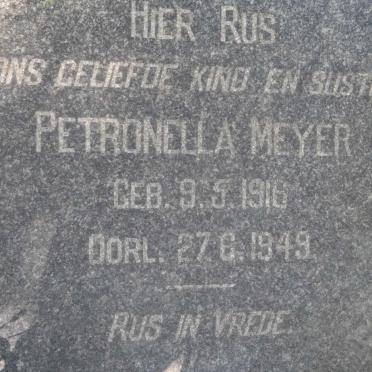 HIER RUS
ONS GELIEFDE KIND EN SUSTE
PETRONELLA MEYER
GEB. 9.5.1916
OORL. 27.6.1949.
RUS IN VREDE.